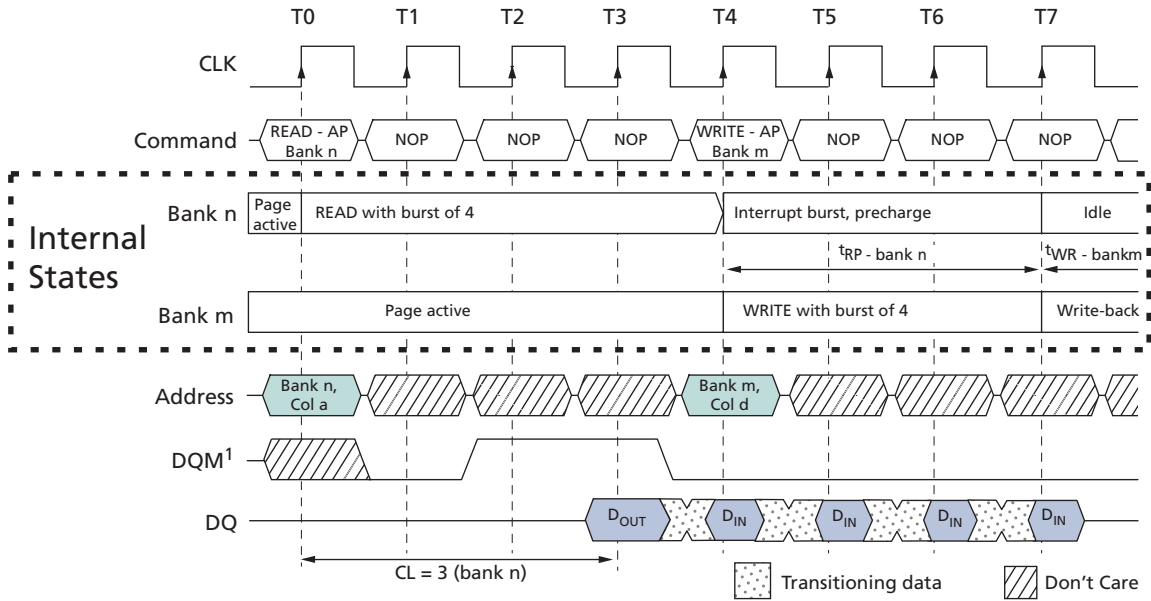 T0 T1 T2 T3 T4 T5 T6 T7
CLK
Command
READ - AP
Bank n
NOP
NOP
NOP
WRITE - AP
Bank m
NOP
NOP
NOP
Internal
States
Bank n
Page
active
READ with burst of 4
Interrupt burst, precharge
Idle
tRP - bank n
tWR - bankm
Bank m
Page active
WRITE with burst of 4
Write-back
Address
Bank n,
Col a
Bank m,
Col d
DQM1
DQ
DOUT
DIN
DIN
DIN
DIN
CL = 3 (bank n)
Transitioning data
Don't Care